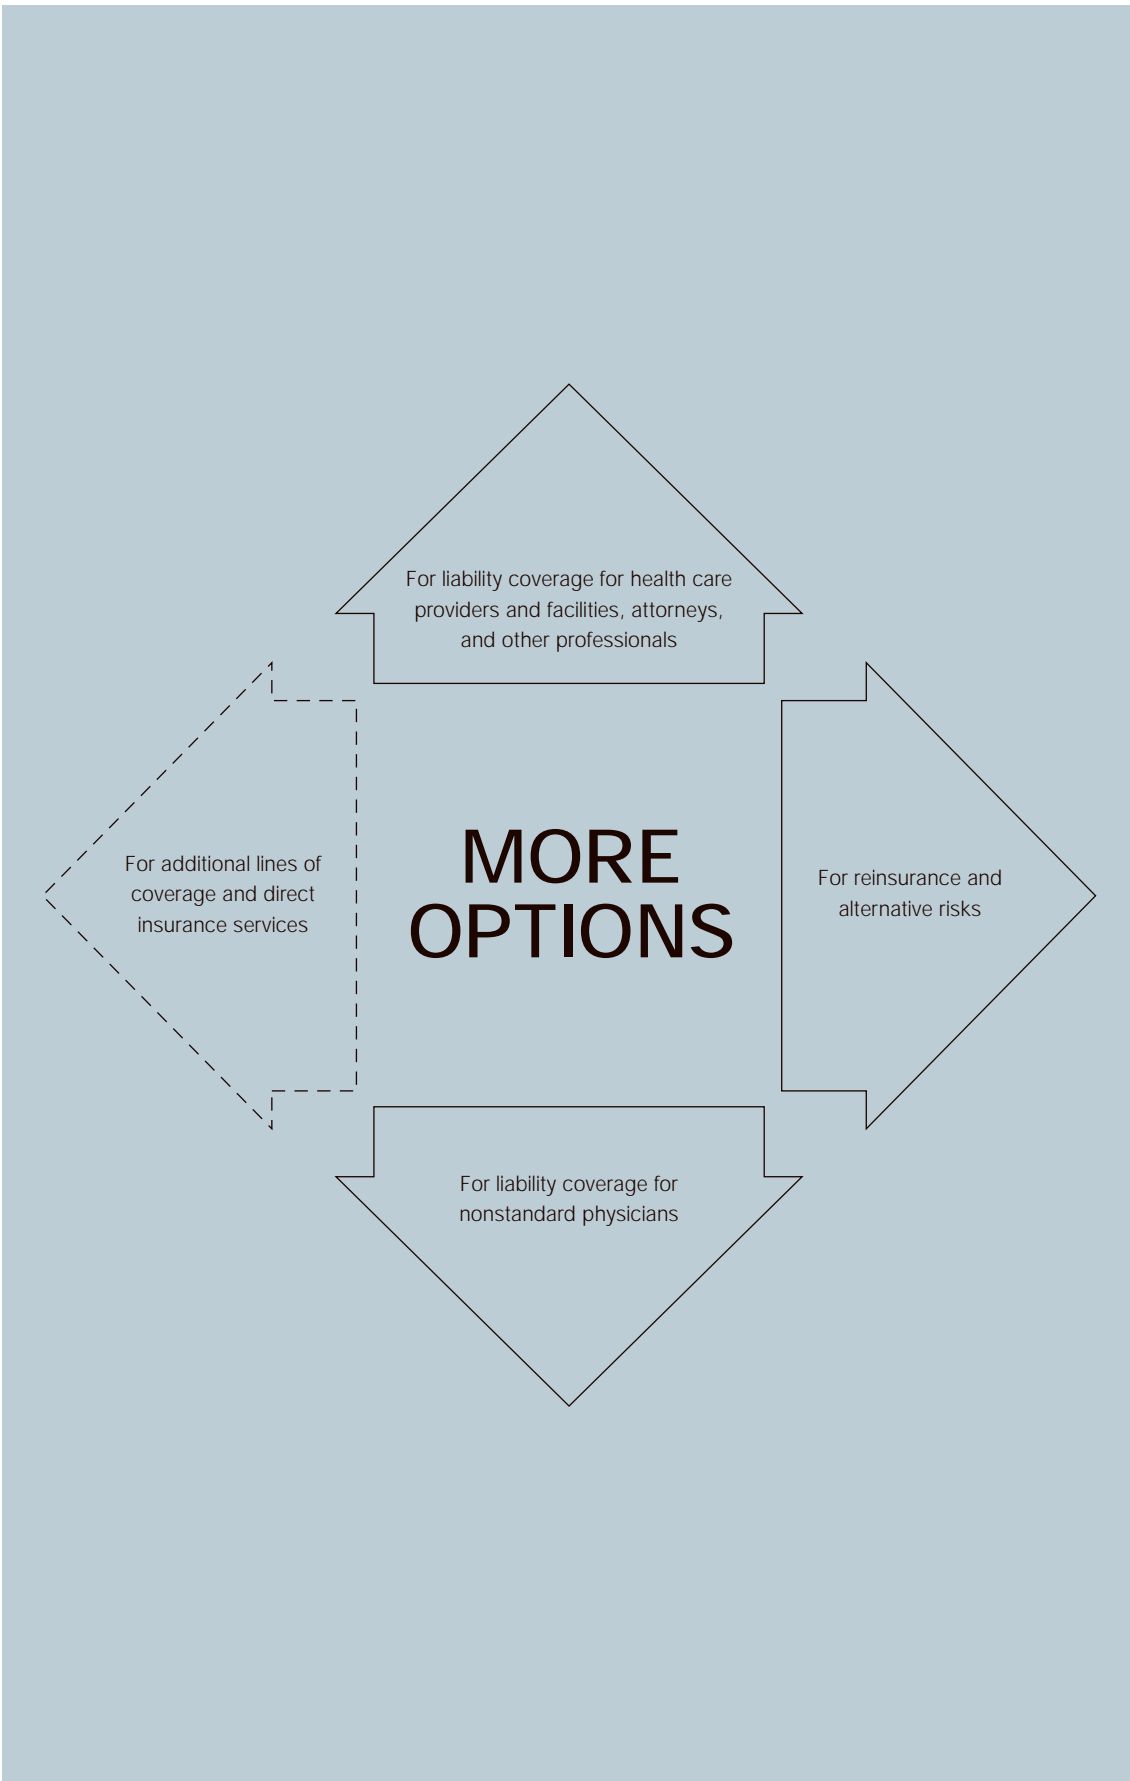 For liability coverage for health care
providers and facilities, attorneys,
and other professionals
For additional lines of
coverage and direct
insurance services
MORE
OPTIONS
For reinsurance and
alternative risks
For liability coverage for
nonstandard physicians